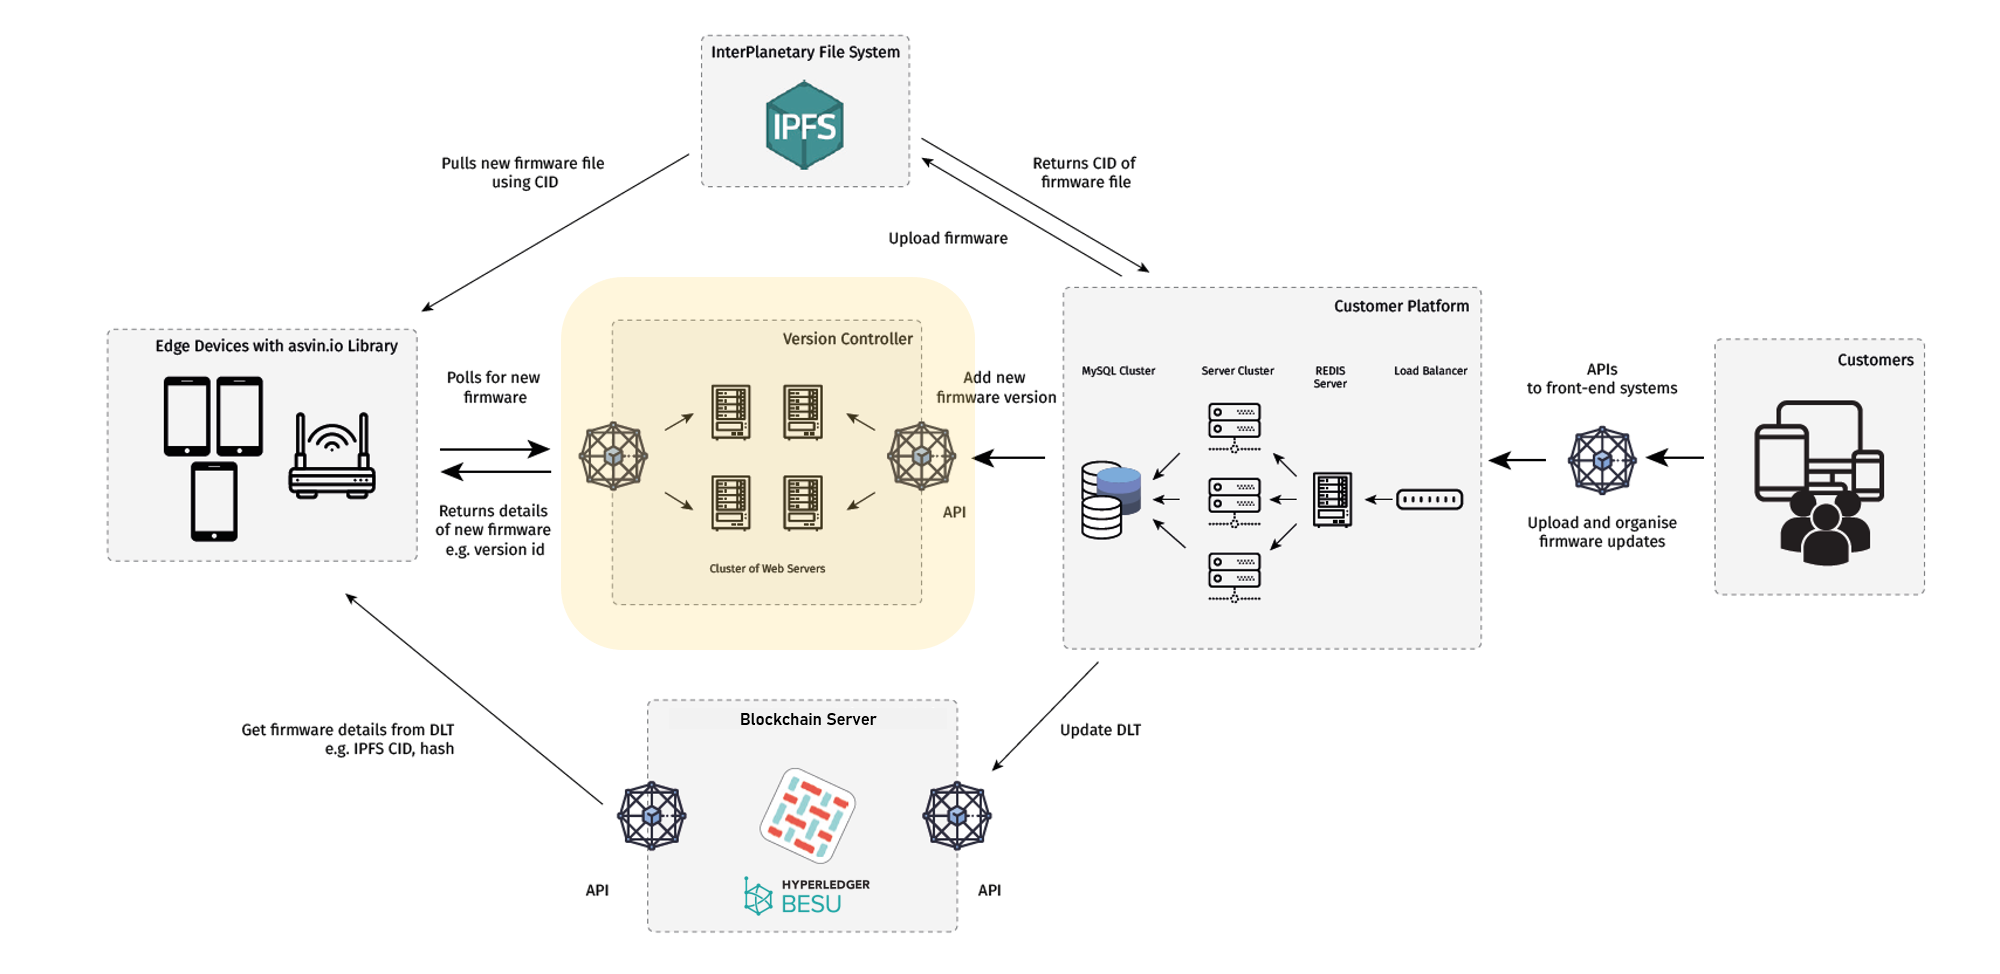 InterPlanetary File System
IPFS
Pulls new firmware file
using CID
Returns CID of
firmware file
Upload firmware
Edge Devices with asvin.io Library
Polls for new
firmware
Returns details
of new firmware
e.g. version id
Version Controller
Cluster of Web Servers
Add new
firmware version
API
Customer Platform
MySQL Cluster
Server Cluster
REDIS
Server
Load Balancer
APIs
to front-end systems
Upload and organise
firmware updates
Customers
Get firmware details from DLT
e.g. IPFS CID, hash
Blockchain Server
Update DLT
API
HYPERLEDGER
BESU
API